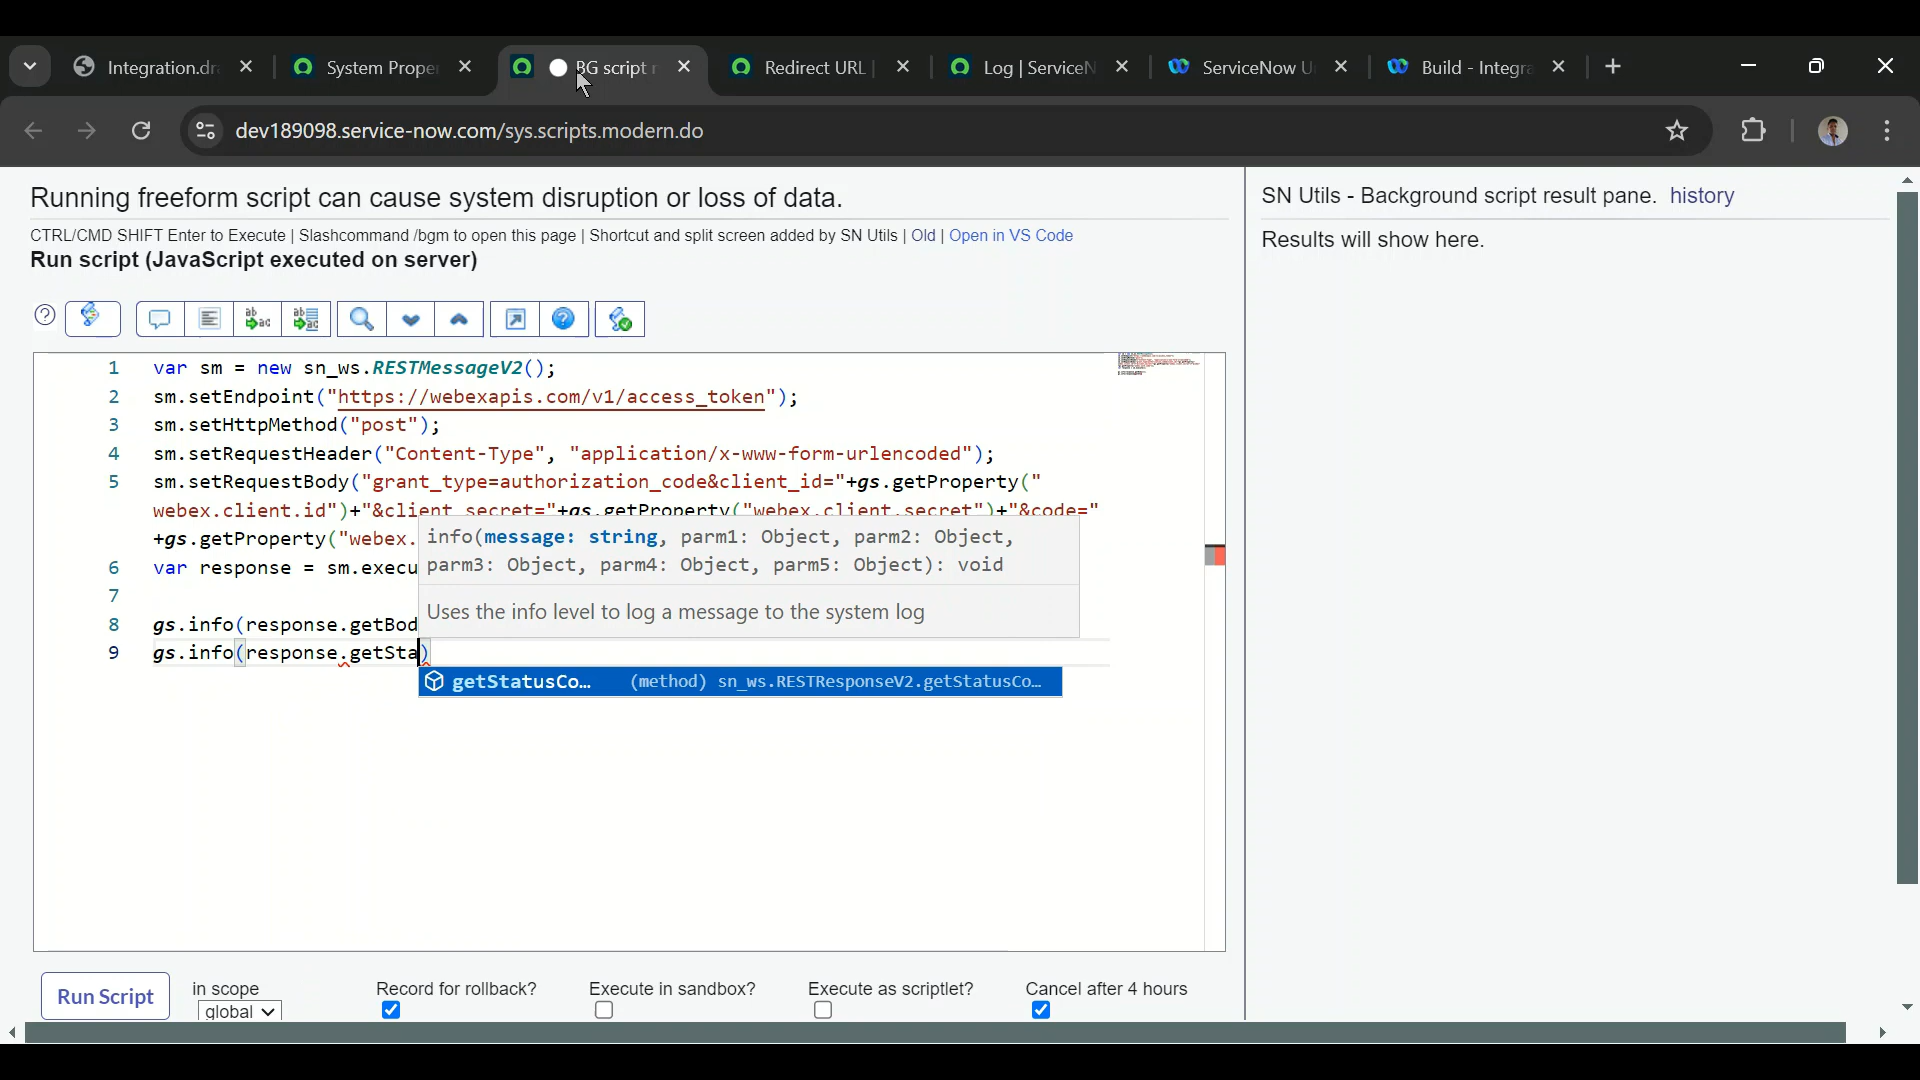 Integration.dr
System Prope
BG script r
Redirect URL |
Log | ServiceN
ServiceNow U
Build - Integra
dev189098.service-now.com/sys.scripts.modern.do
Running freeform script can cause system disruption or loss of data.
CTRL/CMD SHIFT Enter to Execute | Slashcommand /bgm to open this page | Shortcut and split screen added by SN Utils | Old | Open in VS Code
Run script (JavaScript executed on server)
SN Utils - Background script result pane. history
Results will show here.
1 var sm = new sn_ws.RESTMessageV2();
2 sm.setEndpoint("https://webexapis.com/v1/access_token");
3 sm.setHttpMethod("post");
4 sm.setRequestHeader("Content-Type", "application/x-www-form-urlencoded");
5 sm.setRequestBody("grant_type=authorization_code&client_id="+gs.getProperty("
webex.client.id")+"&client_secret="+gs.getProperty("webex.client.secret")+"&code="
+gs.getProperty("webex.
6 var response = sm.execu
7
8 gs.info(response.getBod
9 gs.info(response.getSta)
info(message: string, parm1: Object, parm2: Object,
parm3: Object, parm4: Object, parm5: Object): void
Uses the info level to log a message to the system log
getStatusCo… (method) sn_ws.RESTResponseV2.getStatusCo…
Run Script
in scope
global
Record for rollback?
Execute in sandbox?
Execute as scriptlet?
Cancel after 4 hours